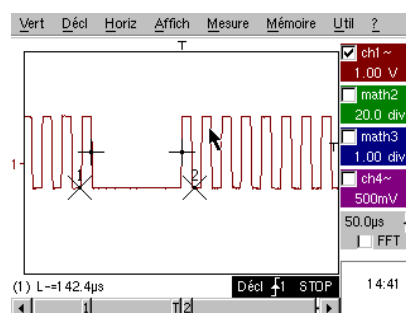 Vert Décl Horiz Affich Mesure Mémoire Util ?
T
ch1 ~
1.00 V
math2
20.0 div
math3
1.00 div
ch4~
500mV
50.0µs
FFT
T
1-
1
2
(1) L-=142.4µs
Décl 1 STOP
14:41
1 T 2